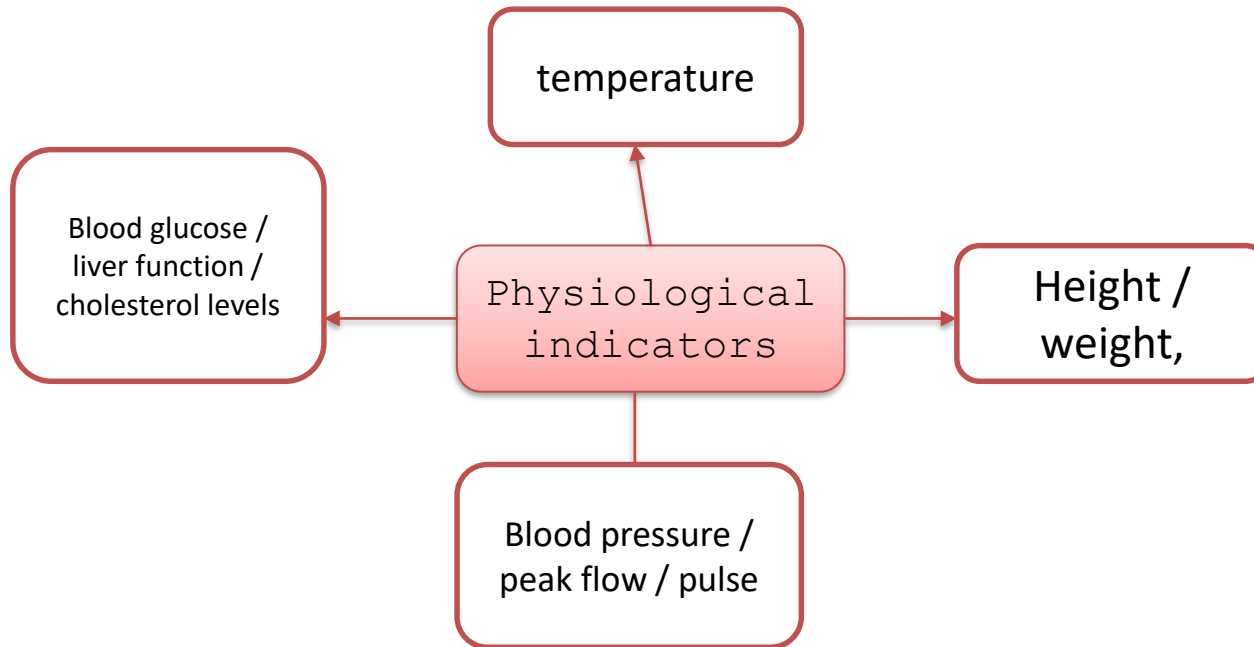 temperature
Blood glucose /
liver function /
cholesterol levels
Physiological
indicators
Height /
weight,
Blood pressure /
peak flow / pulse